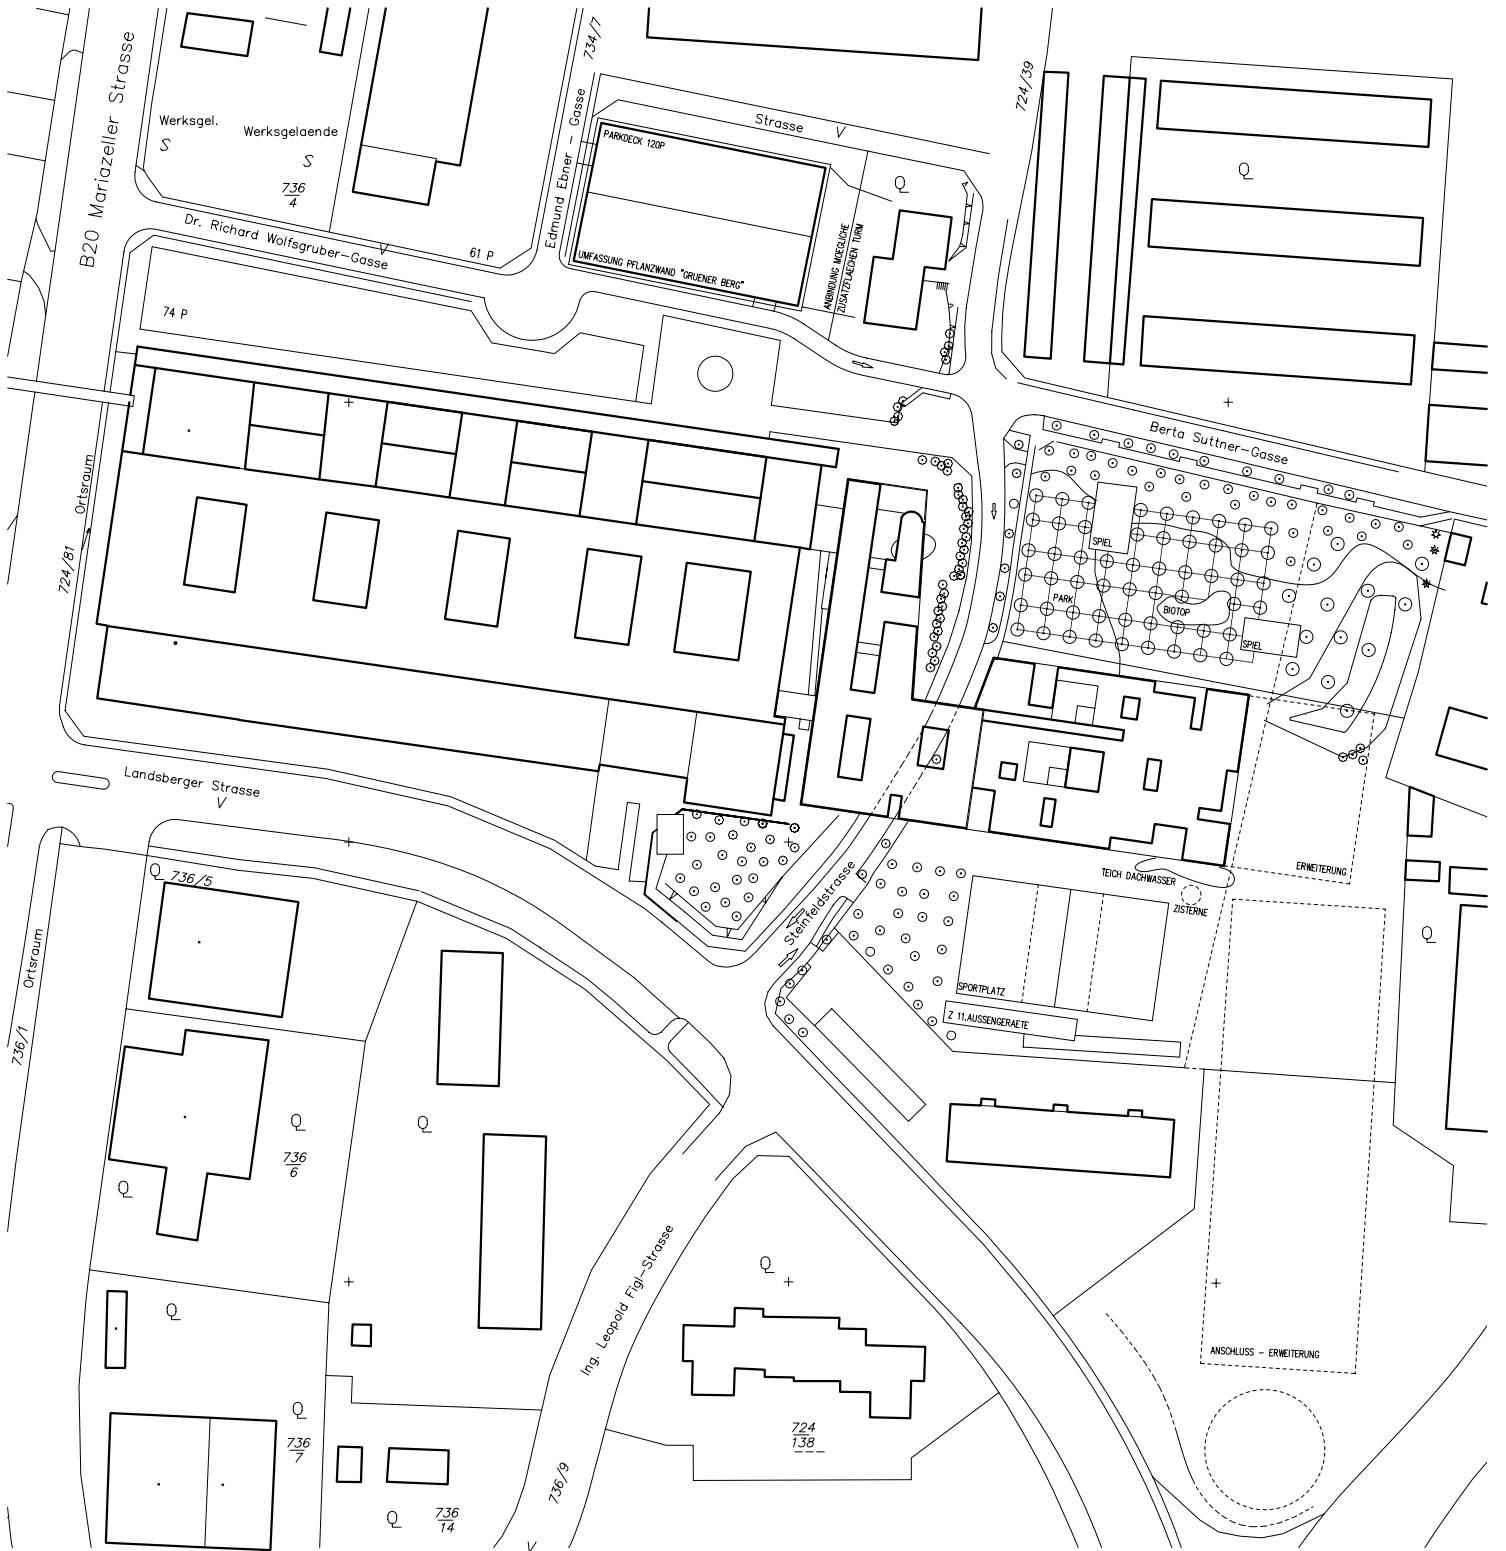 B20 Mariazeller Strasse
Werksgel.
S
Werksgelaende
S
736
4
Dr. Richard Wolfsgruber-Gasse
V
61 P
74 P
Edmund Ebner - Gasse
734/7
Strasse
V
PARKDECK 120P
UMFASSUNG PFLANZWAND "GRUENER BERG"
ANBINDUNG MOEGLICHE
ZUSATZFLAECHEN TURM
Q
724/39
Q
Berta Suttner-Gasse
Ortsraum
724/81
SPIEL
PARK
BIOTOP
SPIEL
Landsberger Strasse
V
Steinfeldstrasse
TEICH DACHWASSER
ZISTERNE
ERWEITERUNG
SPORTPLATZ
Z 11.AUSSENGERAETE
Q
Q 736/5
Ortsraum
736/1
Q
736
6
Q
Q
Q
Q
736
7
Q
736
14
Ing. Leopold Figl-Strasse
736/9
V
Q
724
138
ANSCHLUSS - ERWEITERUNG